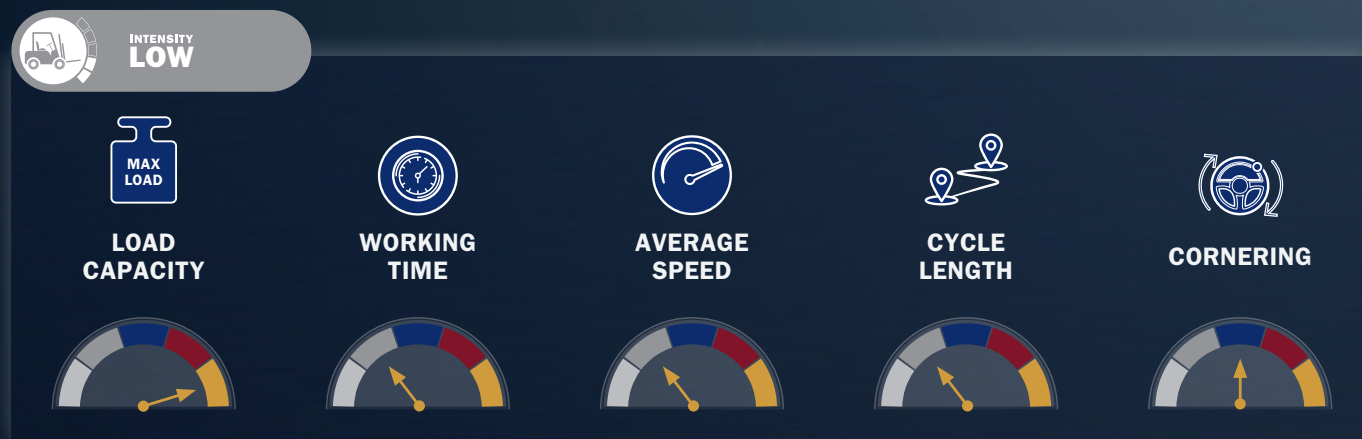 INTENSITY
LOW
MAX
LOAD
LOAD
CAPACITY
WORKING
TIME
AVERAGE
SPEED
CYCLE
LENGTH
CORNERING